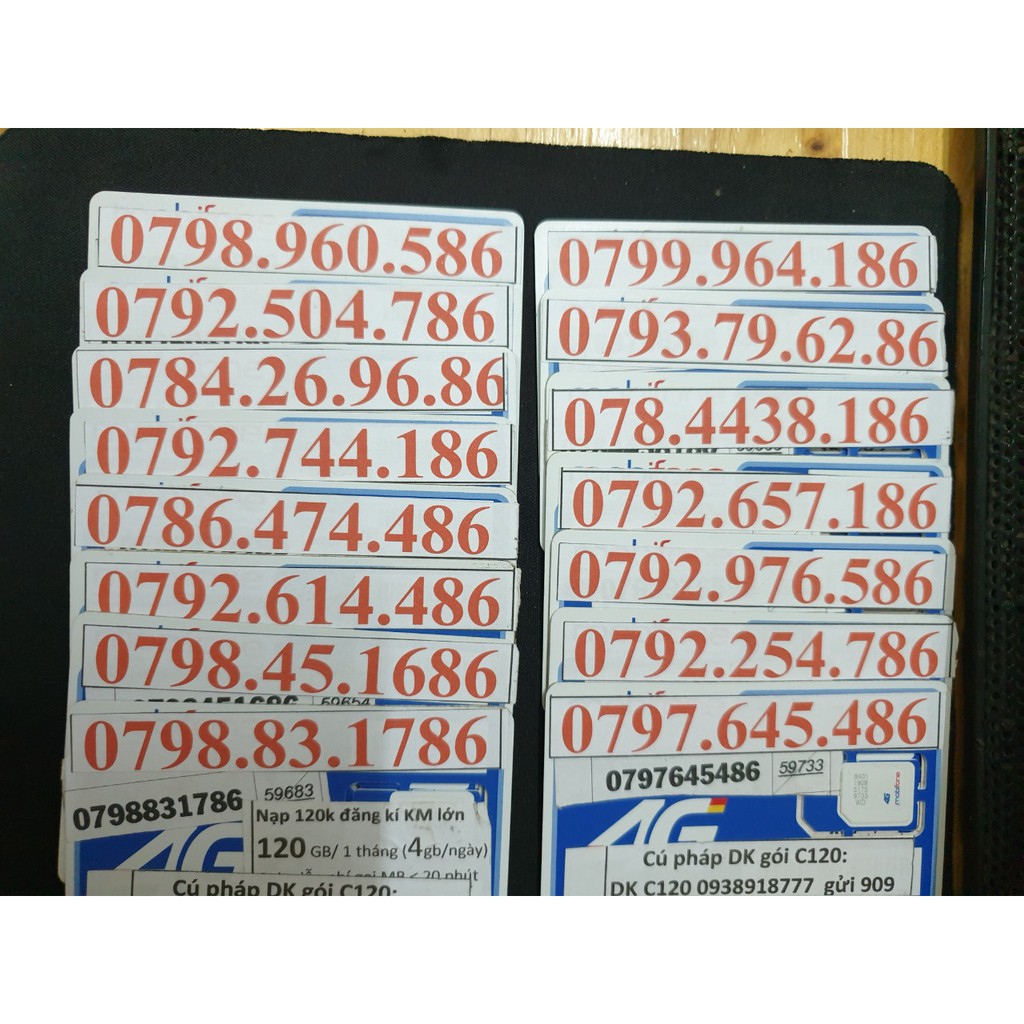 0798.960.586
0792.504.786
0784.26.96.86
0792.744.186
0786.474.486
0792.614.486
0798.45.1686
59654
0798.83.1786
0798831786
59683
Nạp 120k đăng kí KM lớn
120 GB/ 1 tháng (4gb/ngày)
4G
Cú pháp DK gói C120:
0799.964.186
0793.79.62.86
078.4438.186
0792.657.186
0792.976.586
0792.254.786
0797.645.486
0797645486
59733
4G
mobifone
4G
Cú pháp DK gói C120:
DK C120 0938918777 gửi 909